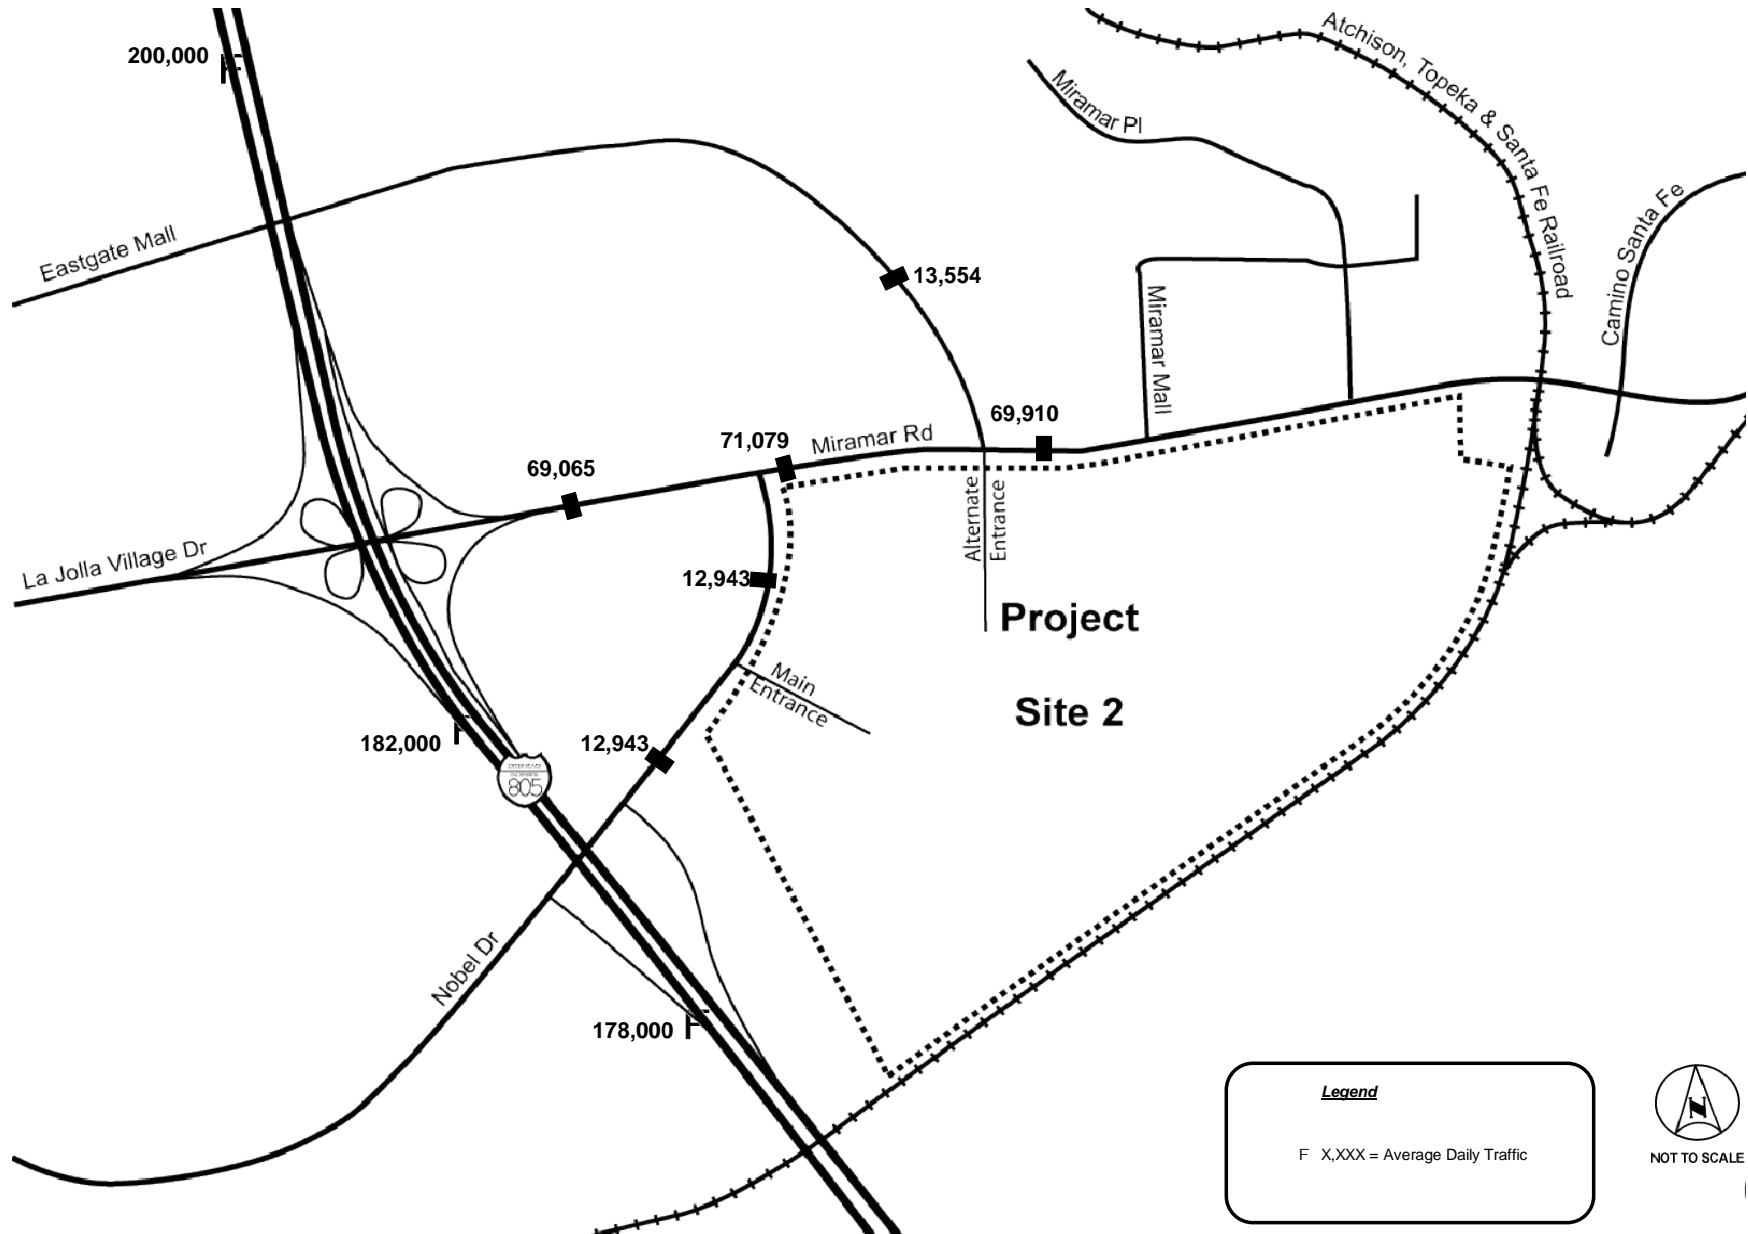 200,000
Atchison, Topeka & Santa Fe Railroad
Miramar Pl
Camino Santa Fe
Eastgate Mall
13,554
Miramar Mall
69,910
71,079
Miramar Rd
69,065
Alternate
Entrance
La Jolla Village Dr
12,943
Project
Site 2
Main
Entrance
182,000
12,943
805
Nobel Dr
178,000
Legend
F X,XXX = Average Daily Traffic
N
NOT TO SCALE